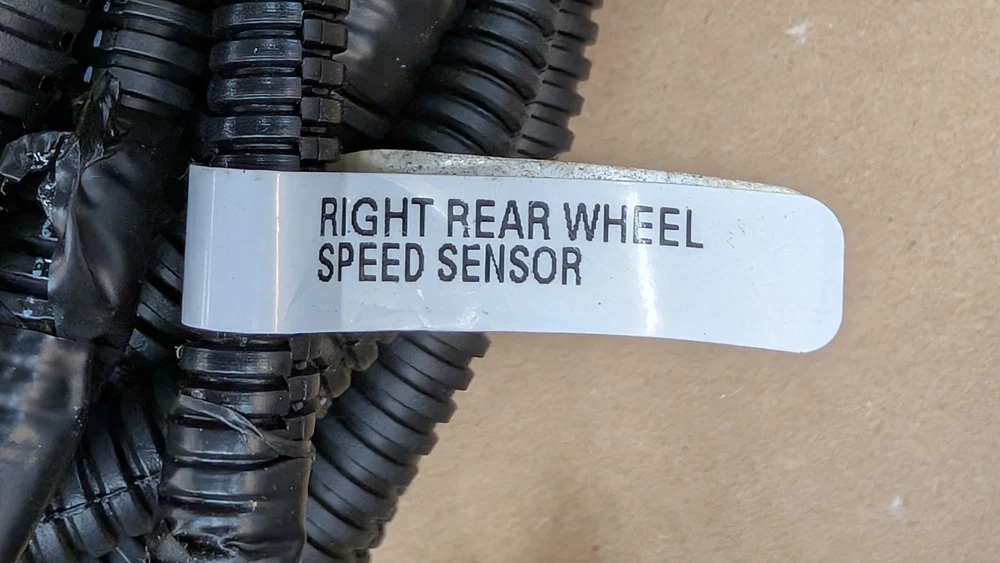 RIGHT REAR WHEEL
SPEED SENSOR